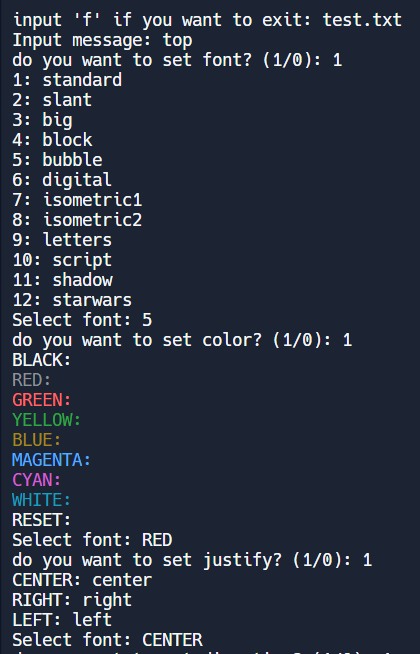 input 'f' if you want to exit: test.txt
Input message: top
do you want to set font? (1/0): 1
1: standard
2: slant
3: big
4: block
5: bubble
6: digital
7: isometric1
8: isometric2
9: letters
10: script
11: shadow
12: starwars
Select font: 5
do you want to set color? (1/0): 1
BLACK:
RED:
GREEN:
YELLOW:
BLUE:
MAGENTA:
CYAN:
WHITE:
RESET:
Select font: RED
do you want to set justify? (1/0): 1
CENTER: center
RIGHT: right
LEFT: left
Select font: CENTER